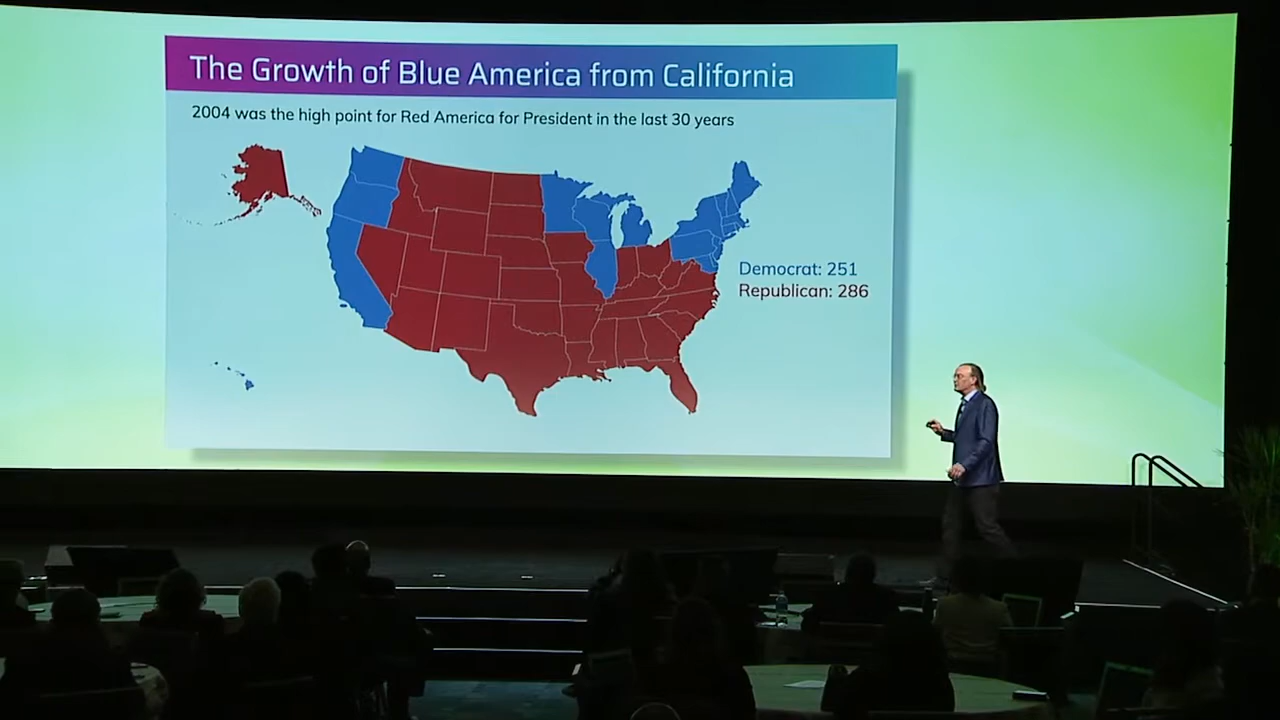 The Growth of Blue America from California
2004 was the high point for Red America for President in the last 30 years
Democrat: 251
Republican: 286